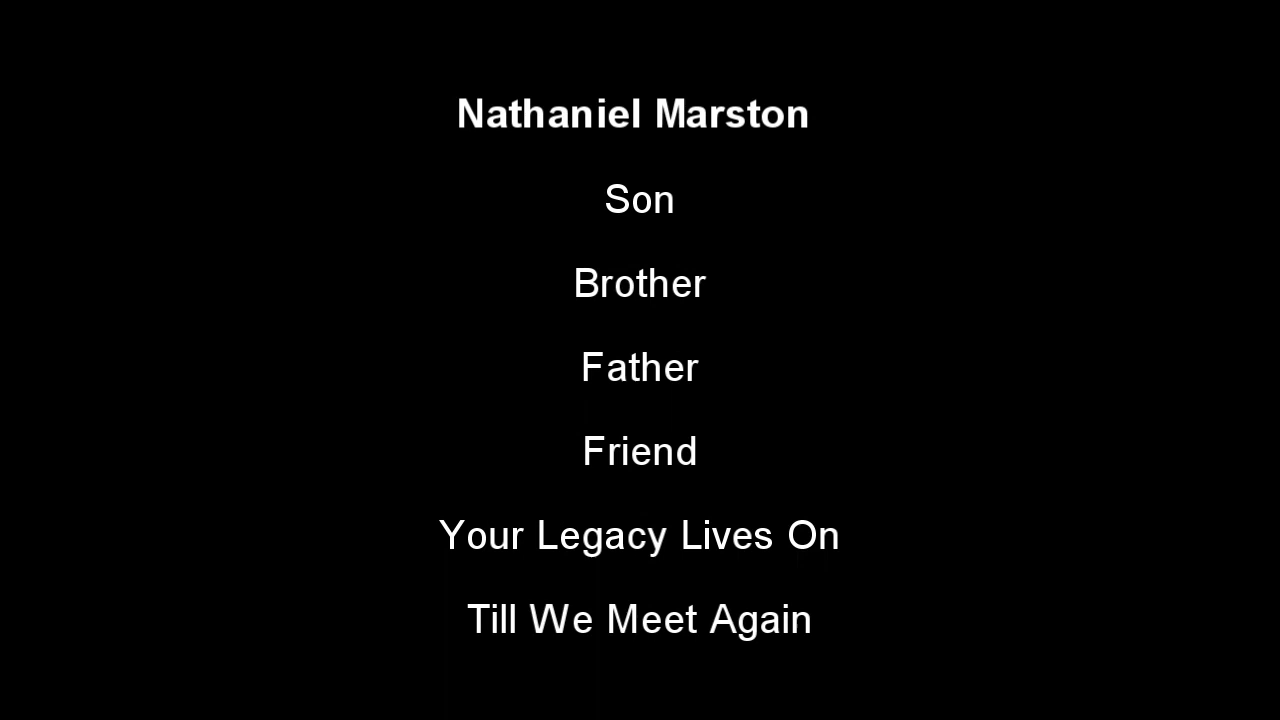 Nathaniel Marston
Son
Brother
Father
Friend
Your Legacy Lives On
Till We Meet Again